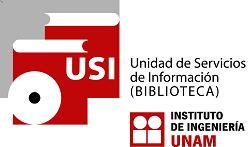 USI
Unidad de Servicios
de Información
(BIBLIOTECA)
INSTITUTO
DE INGENIERÍA
UNAM